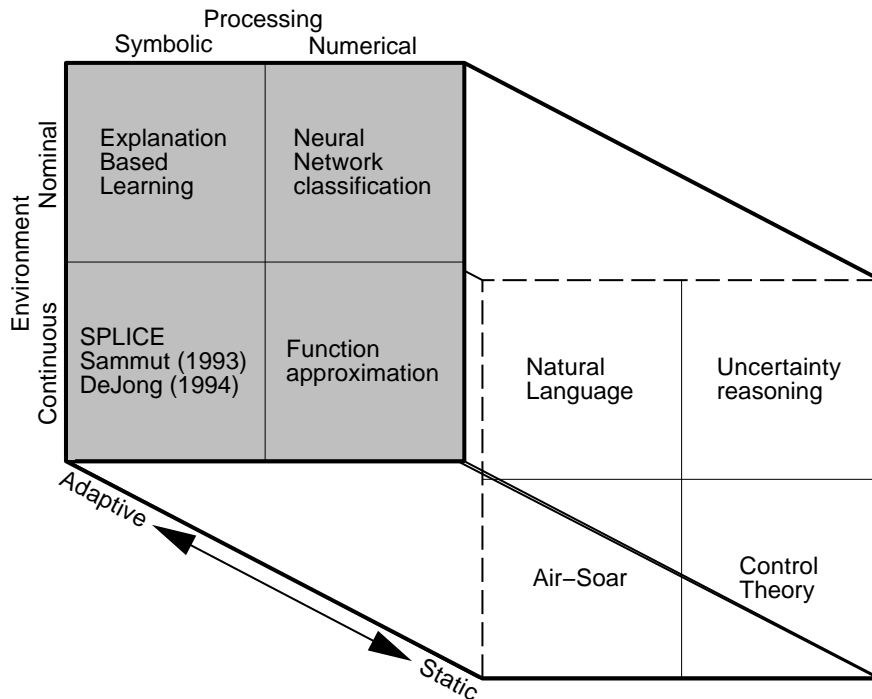 Processing
Symbolic
Numerical
Environment
Nominal
Continuous
Explanation
Based
Learning
Neural
Network
classification
SPLICE
Sammut (1993)
DeJong (1994)
Function
approximation
Natural
Language
Uncertainty
reasoning
Air−Soar
Control
Theory
Adaptive
Static